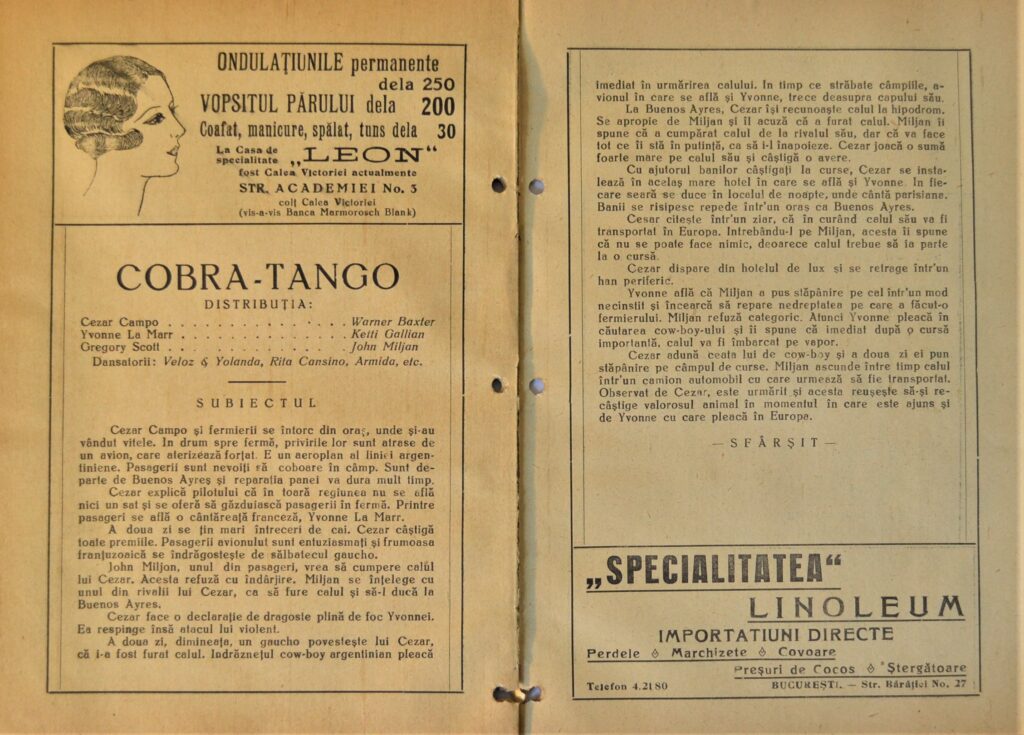 ONDULAŢIUNILE permanente
dela 250
VOPSITUL PĂRULUI dela 200
Coafat, manicure, spălat, tuns dela 30
La Casa de
specialitate „LEON"
fost Calea Victoriei actualmente
STR. ACADEMIEI No. 3
colţ Calea Victoriei
(vis-a-vis Banca Marmorosch Blank)
COBRA-TANGO
DISTRIBUŢIA:
Cezar Campo . . . . . . . . . . . . . . Warner Baxter
Yvonne La Marr . . . . . . . . . . . . . Ketti Gallian
Gregory Scott . . . . . . . . . . . . . . John Miljan
Dansatorii: Veloz & Yolanda, Rita Cansino, Armida, etc.
SUBIECTUL
Cezar Campo şi fermierii se întorc din oraş, unde şi-au
vândut vitele. In drum spre fermă, privirile lor sunt atrase de
un avion, care aterizează forţat. E un aeroplan al liniei argen-
tiniene. Pasagerii sunt nevoiţi să coboare în câmp. Sunt de-
parte de Buenos Ayres şi reparatia panei va dura mult timp.
Cezar explică pilotului că în toară regiunea nu se află
nici un sat şi se oferă să găzduiască pasagerii în fermă. Printre
pasageri se află o cântăreaţă franceză, Yvonne La Marr.
A doua zi se ţin mari întreceri de cai. Cezar câştigă
toate premiile. Pasagerii avionului sunt entuziasmaţi şi frumoasa
franţuzoaică se îndrăgosteşte de sălbatecul gaucho.
John Miljon, unul din pasageri, vrea să cumpere calul
lui Cezar. Acesta refuză cu îndârjire. Miljan se înţelege cu
unul din rivalii lui Cezar, ca să fure calul şi să-l ducă la
Buenos Ayres.
Cezar face o declaraţie de dragoste plină de foc Yvonnei.
Ea respinge însă atacul lui violent.
A doua zi, dimineaţa, un gaucho povesteşte lui Cezar,
că i-a fost furat calul. Indrăzneţul cow-boy argentinian pleacă
imediat în urmărirea calului. In timp ce străbate câmpiile, a-
vionul în care se află şi Yvonne, trece deasupra capului său.
La Buenos Ayres, Cezar îşi recunoaşte calul la hipodrom.
Se apropie de Miljan şi îl acuză că a furat calul. Miljan îi
spune că a cumpărat calul de la rivalul său, dar că va face
tot ce îi stă în putinţă, ca să i-l înapoieze. Cezar joacă o sumă
foarte mare pe calul său şi câştigă o avere.
Cu ajutorul banilor câştigaţi la curse, Cezar se insta-
lează în acelaş mare hotel în care se află şi Yvonne. In fie-
care seară se duce în localul de noapte, unde cântă parisiana.
Banii se risipesc repede într'un oraş ca Buenos Ayres.
Cesar citeşte într'un ziar, că în curând calul său va fi
transportat în Europa. Intrebându-l pe Miljan, acesta îi spune
că nu se poate face nimic, deoarece calul trebue să ia parte
la o cursă.
Cezar dispare din hotelul de lux şi se retrage într'un
han periferic.
Yvonne află că Miljan a pus stăpânire pe cal într'un mod
necinstit şi încearcă să repare nedreptatea pe care a făcut-o
fermierului. Miljan refuză categoric. Atunci Yvonne pleacă în
căutarea cow-boy-ului şi îi spune că imediat după o cursă
importantă, calul va fi îmbarcat pe vapor.
Cezar adună ceata lui de cow-boy şi a doua zi ei pun
stăpânire pe câmpul de curse. Miljan ascunde între timp calul
într'un camion automobil cu care urmează să fie transportat.
Observat de Cezar, este urmărit şi acesta reuşeşte să-şi re-
câştige valorosul animal în momentul în care este ajuns şi
de Yvonne cu care pleacă în Europa.
— SFÂRŞIT —
„SPECIALITATEA"
LINOLEUM
IMPORTATIUNI DIRECTE
Perdele ◊ Marchizete ◊ Covoare
Preşuri de Cocos ◊ Ştergătoare
Telefon 4.21 80 BUCUREŞTI. — Str. Bărăţiei No. 27